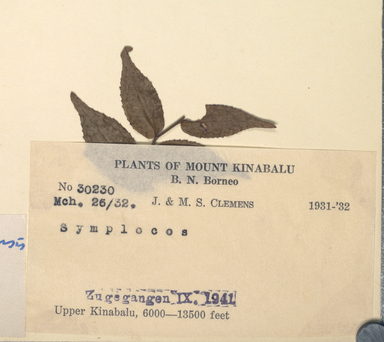 PLANTS OF MOUNT KINABALU
B. N. Borneo
No 30230
Mch. 26/32. J. & M. S. CLEMENS 1931-'32
Symplocos
Zugegangen IX. 1941
Upper Kinabalu, 6000—13500 feet